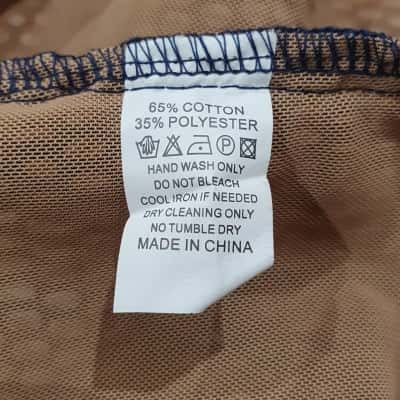 65% COTTON
35% POLYESTER
HAND WASH ONLY
DO NOT BLEACH
COOL IRON IF NEEDED
DRY CLEANING ONLY
NO TUMBLE DRY
MADE IN CHINA